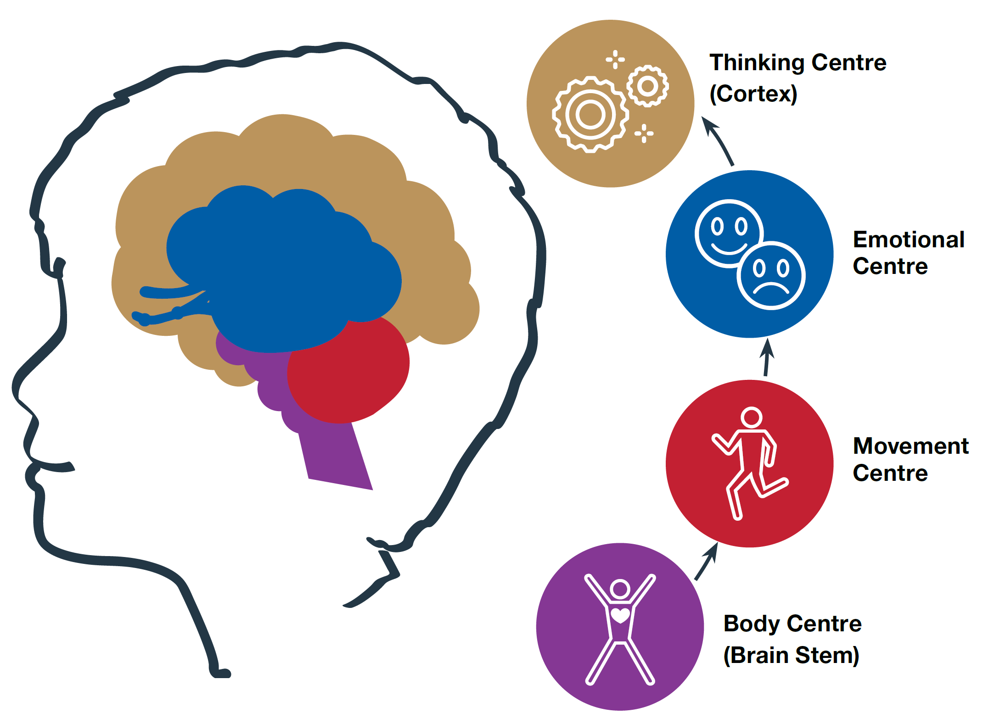 Thinking Centre
(Cortex)
Emotional
Centre
Movement
Centre
Body Centre
(Brain Stem)